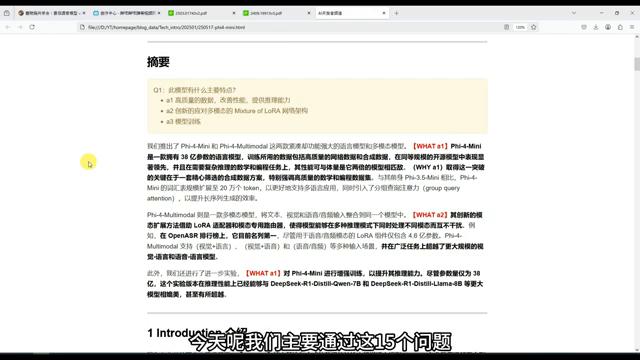 AI开发者频道
250501740v2.pdf
2409.19913v3.pdf
file:///D:/YT/homepage/blog_data/Tech_intro/202501/250517-phi4-mini.html
120%
摘要
Q1：此模型有什么主要特点？
a1 高质量的数据，改善性能，提供推理能力
a2 创新的应对多模态的 Mixture of LoRA 网络架构
a3 模型训练
我们推出了 Phi-4-Mini 和 Phi-4-Multimodal 这两款紧凑却功能强大的语言模型和多模态模型。【WHAT a1】Phi-4-Mini
是一款拥有 38 亿参数的语言模型，训练所用的数据包括高质量的网络数据和合成数据，在同等规模的开源模型中表现显
著领先，并且在需要复杂推理的数学和编程任务上，其性能可与体量是它两倍的模型相匹敌。（WHY a1）取得这一突破
的关键在于一套精心筛选的合成数据方案，特别强调高质量的数学和编程数据集。与其前身 Phi-3.5-Mini 相比，Phi-4-
Mini 的词汇表规模扩展至 20 万个 token，以更好地支持多语言应用，同时引入了分组查询注意力（group query
attention），以提升长序列生成的效率。
Phi-4-Multimodal 则是一款多模态模型，将文本、视觉和语音/音频输入整合到同一个模型中。【WHAT a2】其创新的模
态扩展方法借助 LoRA 适配器和模态专用路由器，使得模型能够在多种推理模式下同时处理不同模态而互不干扰。例
如，在 OpenASR 排行榜上，它目前名列第一，尽管用于语音/音频模态的 LoRA 组件仅包含 4.6 亿参数。Phi-4-
Multimodal 支持（视觉+语言）、（视觉+语音）和（语音/音频）等多种输入场景，并在广泛任务上超越了更大规模的视
觉-语言和语音-语言模型。
此外，我们还进行了进一步实验，【WHAT a1】对 Phi-4-Mini 进行增强训练，以提升其推理能力。尽管参数量仅为 38
亿，这个实验版本在推理性能上已经能够与 DeepSeek-R1-Distill-Qwen-7B 和 DeepSeek-R1-Distill-Llama-8B 等更大
模型相媲美，甚至有所超越。
1 Introduction 介绍
今天呢我们主要通过这15个问题